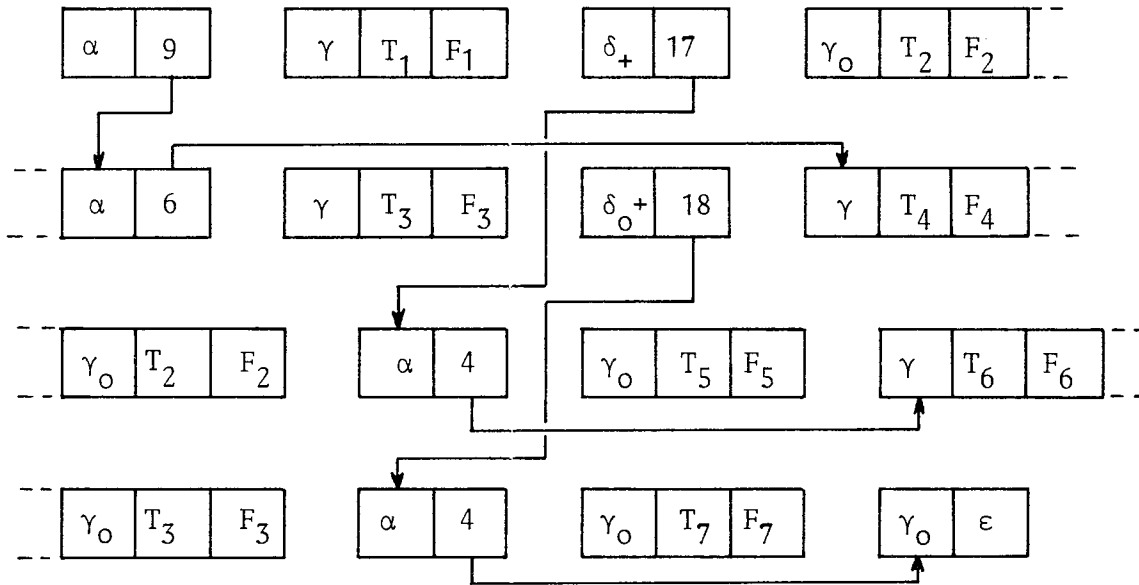 α 9 γ T₁ F₁ δ₊ 17 γₒ T₂ F₂
α 6 γ T₃ F₃ δₒ+ 18 γ T₄ F₄
γₒ T₂ F₂ α 4 γₒ T₅ F₅ γ T₆ F₆
γₒ T₃ F₃ α 4 γₒ T₇ F₇ γₒ ε